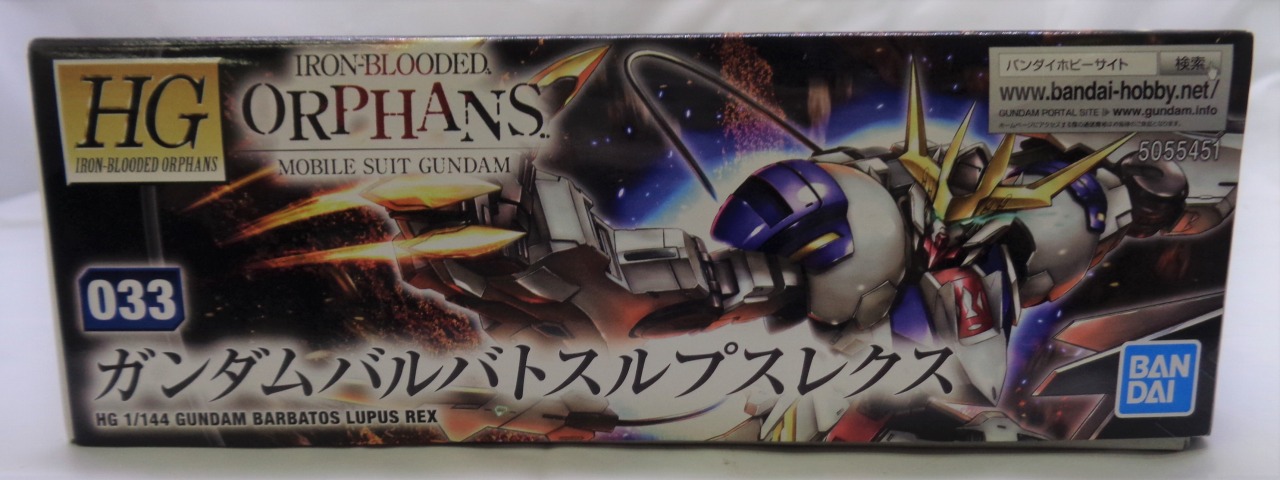 HG
IRON-BLOODED ORPHANS
IRON-BLOODED
ORPHANS
MOBILE SUIT GUNDAM
バンダイホビーサイト 検索
www.bandai-hobby.net/
GUNDAM PORTAL SITE www.gundam.info
5055451
033
ガンダムバルバトスルプスレクス
HG 1/144 GUNDAM BARBATOS LUPUS REX
BAN
DAI